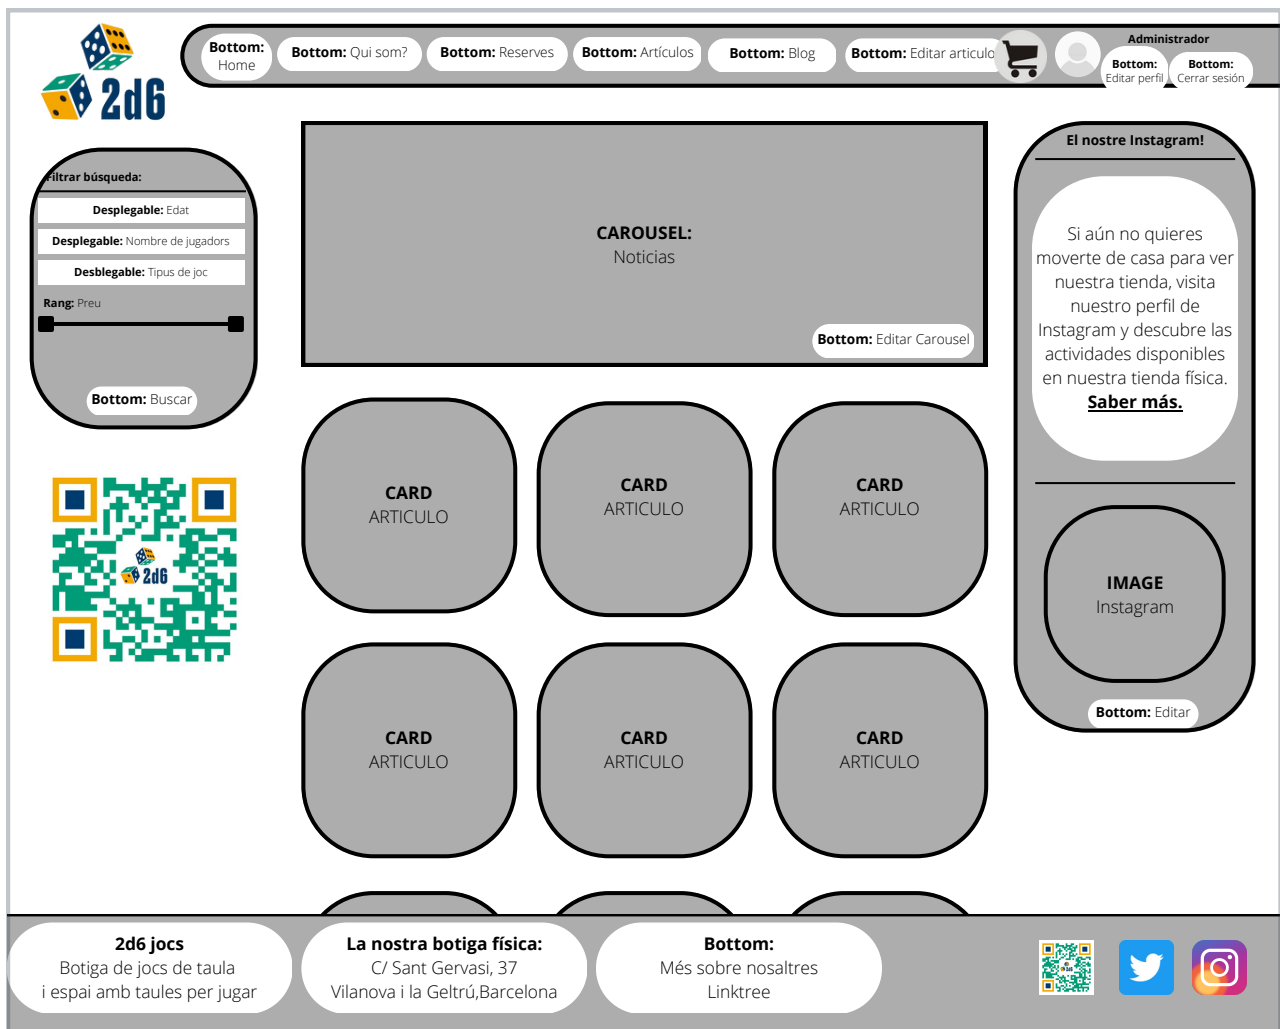 2d6
Bottom:
Home
Bottom: Qui som?
Bottom: Reserves
Bottom: Artículos
Bottom: Blog
Bottom: Editar articulo
Administrador
Bottom:
Editar perfil
Bottom:
Cerrar sesión
Filtrar búsqueda:
Desplegable: Edat
Desplegable: Nombre de jugadors
Desblegable: Tipus de joc
Rang: Preu
Bottom: Buscar
2d6
CAROUSEL:
Noticias
Bottom: Editar Carousel
CARD
ARTICULO
CARD
ARTICULO
CARD
ARTICULO
CARD
ARTICULO
CARD
ARTICULO
CARD
ARTICULO
El nostre Instagram!
Si aún no quieres
moverte de casa para ver
nuestra tienda, visita
nuestro perfil de
Instagram y descubre las
actividades disponibles
en nuestra tienda física.
Saber más.
IMAGE
Instagram
Bottom: Editar
2d6 jocs
Botiga de jocs de taula
i espai amb taules per jugar
La nostra botiga física:
C/ Sant Gervasi, 37
Vilanova i la Geltrú,Barcelona
Bottom:
Més sobre nosaltres
Linktree
2d6